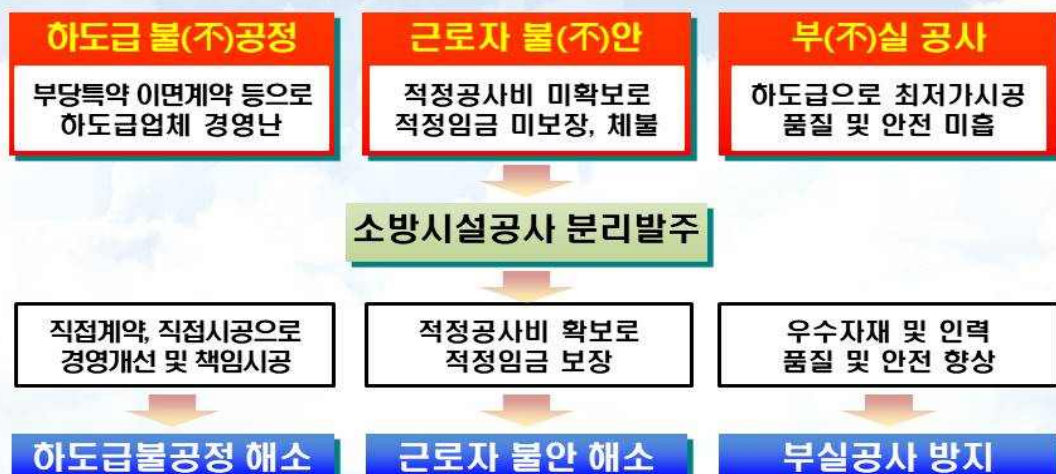 하도급 불(不)공정
부당특약 이면계약 등으로
하도급업체 경영난
근로자 불(不)안
적정공사비 미확보로
적정임금 미보장, 체불
부(不)실 공사
하도급으로 최저가시공
품질 및 안전 미흡
소방시설공사 분리발주
직접계약, 직접시공으로
경영개선 및 책임시공
적정공사비 확보로
적정임금 보장
우수자재 및 인력
품질 및 안전 향상
하도급불공정 해소
근로자 불안 해소
부실공사 방지